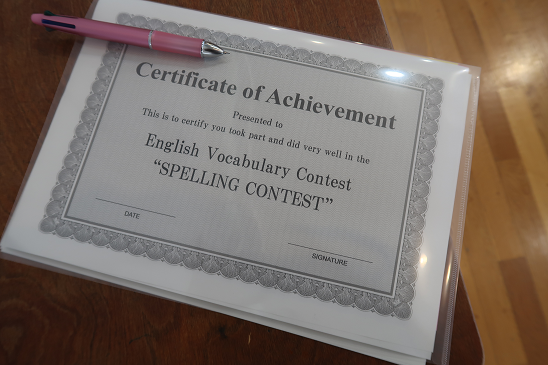 Certificate of Achievement
Presented to
This is to certify you took part and did very well in the
English Vocabulary Contest
“SPELLING CONTEST”
DATE
SIGNATURE